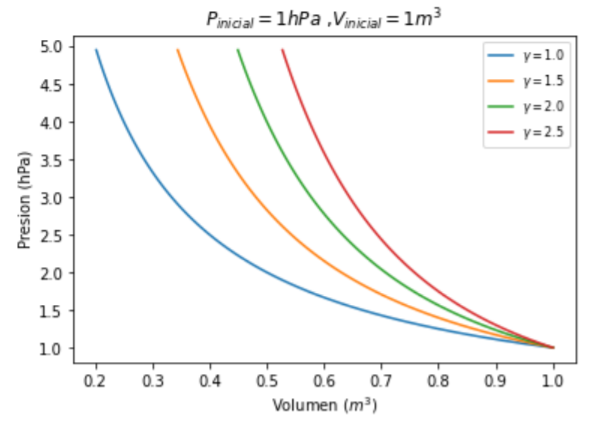 P_inicial = 1hPa ,V_inicial = 1m³
5.0
4.5
4.0
3.5
3.0
2.5
2.0
1.5
1.0
Presion (hPa)
γ = 1.0
γ = 1.5
γ = 2.0
γ = 2.5
0.2 0.3 0.4 0.5 0.6 0.7 0.8 0.9 1.0
Volumen (m³)